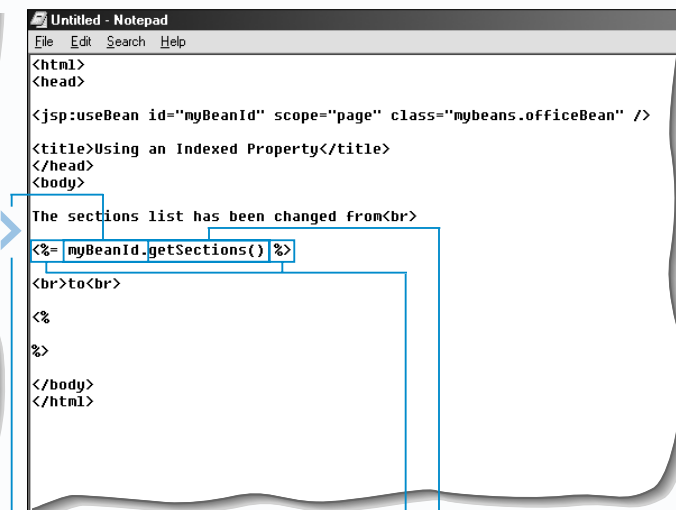 Untitled - Notepad
File Edit Search Help
<html>
<head>
<jsp:useBean id="myBeanId" scope="page" class="mybeans.officeBean" />
<title>Using an Indexed Property</title>
</head>
<body>
The sections list has been changed from<br>
<%= myBeanId.getSections() %>
<br>to<br>
<%
%>
</body>
</html>